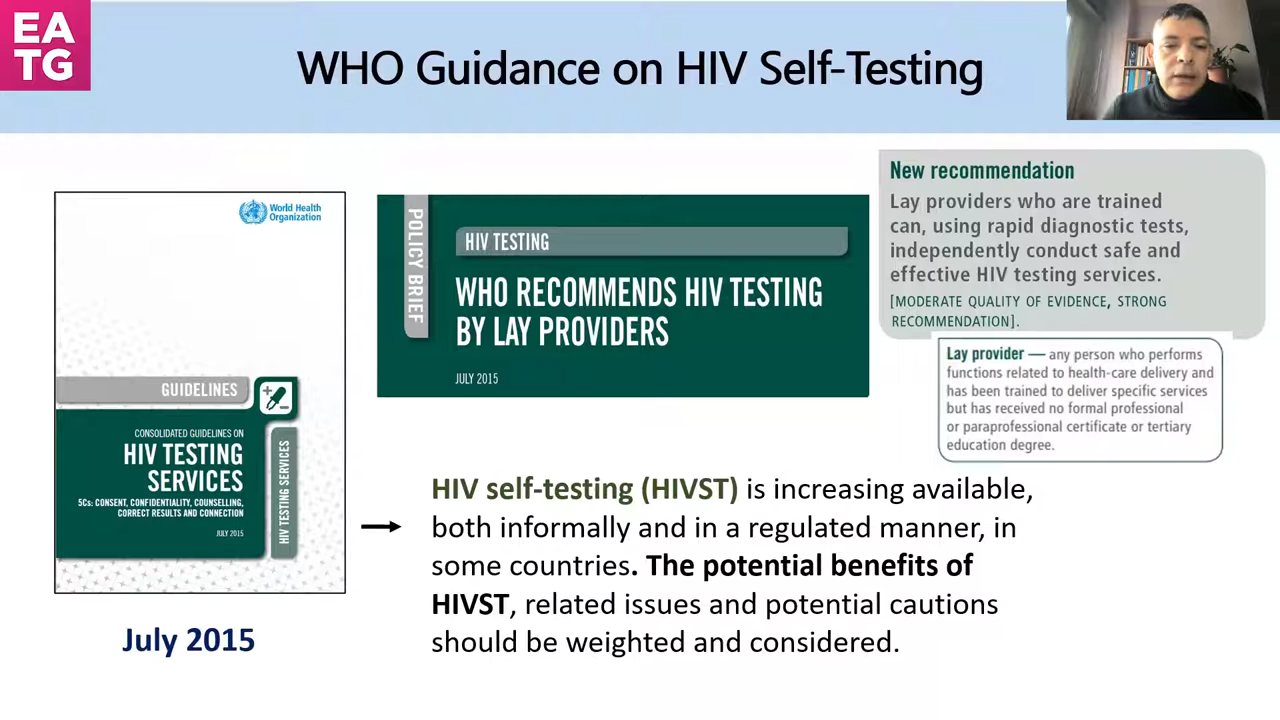 EA
TG
WHO Guidance on HIV Self-Testing
World Health
Organization
GUIDELINES
CONSOLIDATED GUIDELINES ON
HIV TESTING
SERVICES
5Cs: CONSENT, CONFIDENTIALITY, COUNSELLING,
CORRECT RESULTS AND CONNECTION
JULY 2015
HIV TESTING SERVICES
July 2015
POLICY BRIEF
HIV TESTING
WHO RECOMMENDS HIV TESTING
BY LAY PROVIDERS
JULY 2015
New recommendation
Lay providers who are trained
can, using rapid diagnostic tests,
independently conduct safe and
effective HIV testing services.
[MODERATE QUALITY OF EVIDENCE, STRONG
RECOMMENDATION].
Lay provider — any person who performs
functions related to health-care delivery and
has been trained to deliver specific services
but has received no formal professional
or paraprofessional certificate or tertiary
education degree.
HIV self-testing (HIVST) is increasing available,
both informally and in a regulated manner, in
some countries. The potential benefits of
HIVST, related issues and potential cautions
should be weighted and considered.